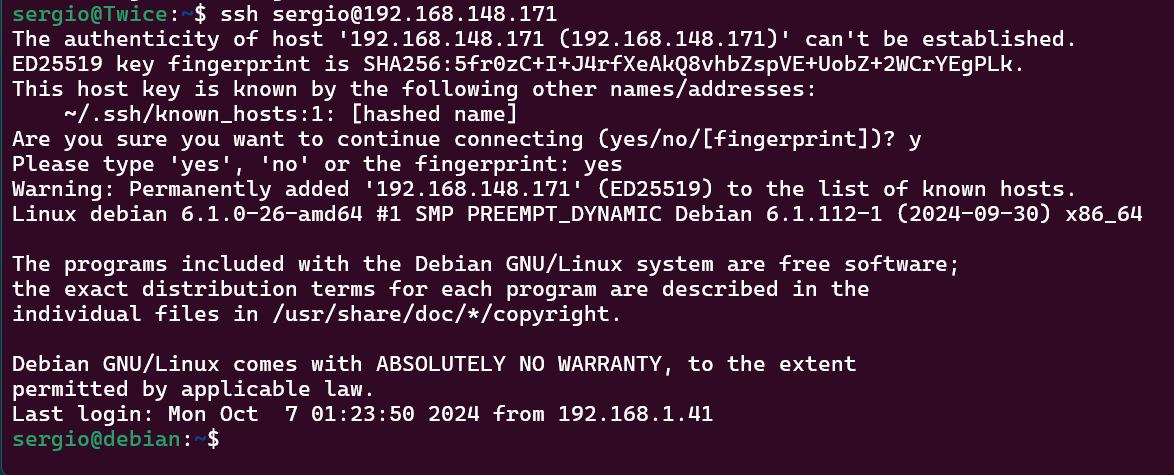 sergio@Twice:~$ ssh sergio@192.168.148.171
The authenticity of host '192.168.148.171 (192.168.148.171)' can't be established.
ED25519 key fingerprint is SHA256:5fr0zC+I+J4rfXeAkQ8vhbZspVE+UobZ+2WCrYEgPLk.
This host key is known by the following other names/addresses:
    ~/.ssh/known_hosts:1: [hashed name]
Are you sure you want to continue connecting (yes/no/[fingerprint])? y
Please type 'yes', 'no' or the fingerprint: yes
Warning: Permanently added '192.168.148.171' (ED25519) to the list of known hosts.
Linux debian 6.1.0-26-amd64 #1 SMP PREEMPT_DYNAMIC Debian 6.1.112-1 (2024-09-30) x86_64

The programs included with the Debian GNU/Linux system are free software;
the exact distribution terms for each program are described in the
individual files in /usr/share/doc/*/copyright.

Debian GNU/Linux comes with ABSOLUTELY NO WARRANTY, to the extent
permitted by applicable law.
Last login: Mon Oct  7 01:23:50 2024 from 192.168.1.41
sergio@debian:~$